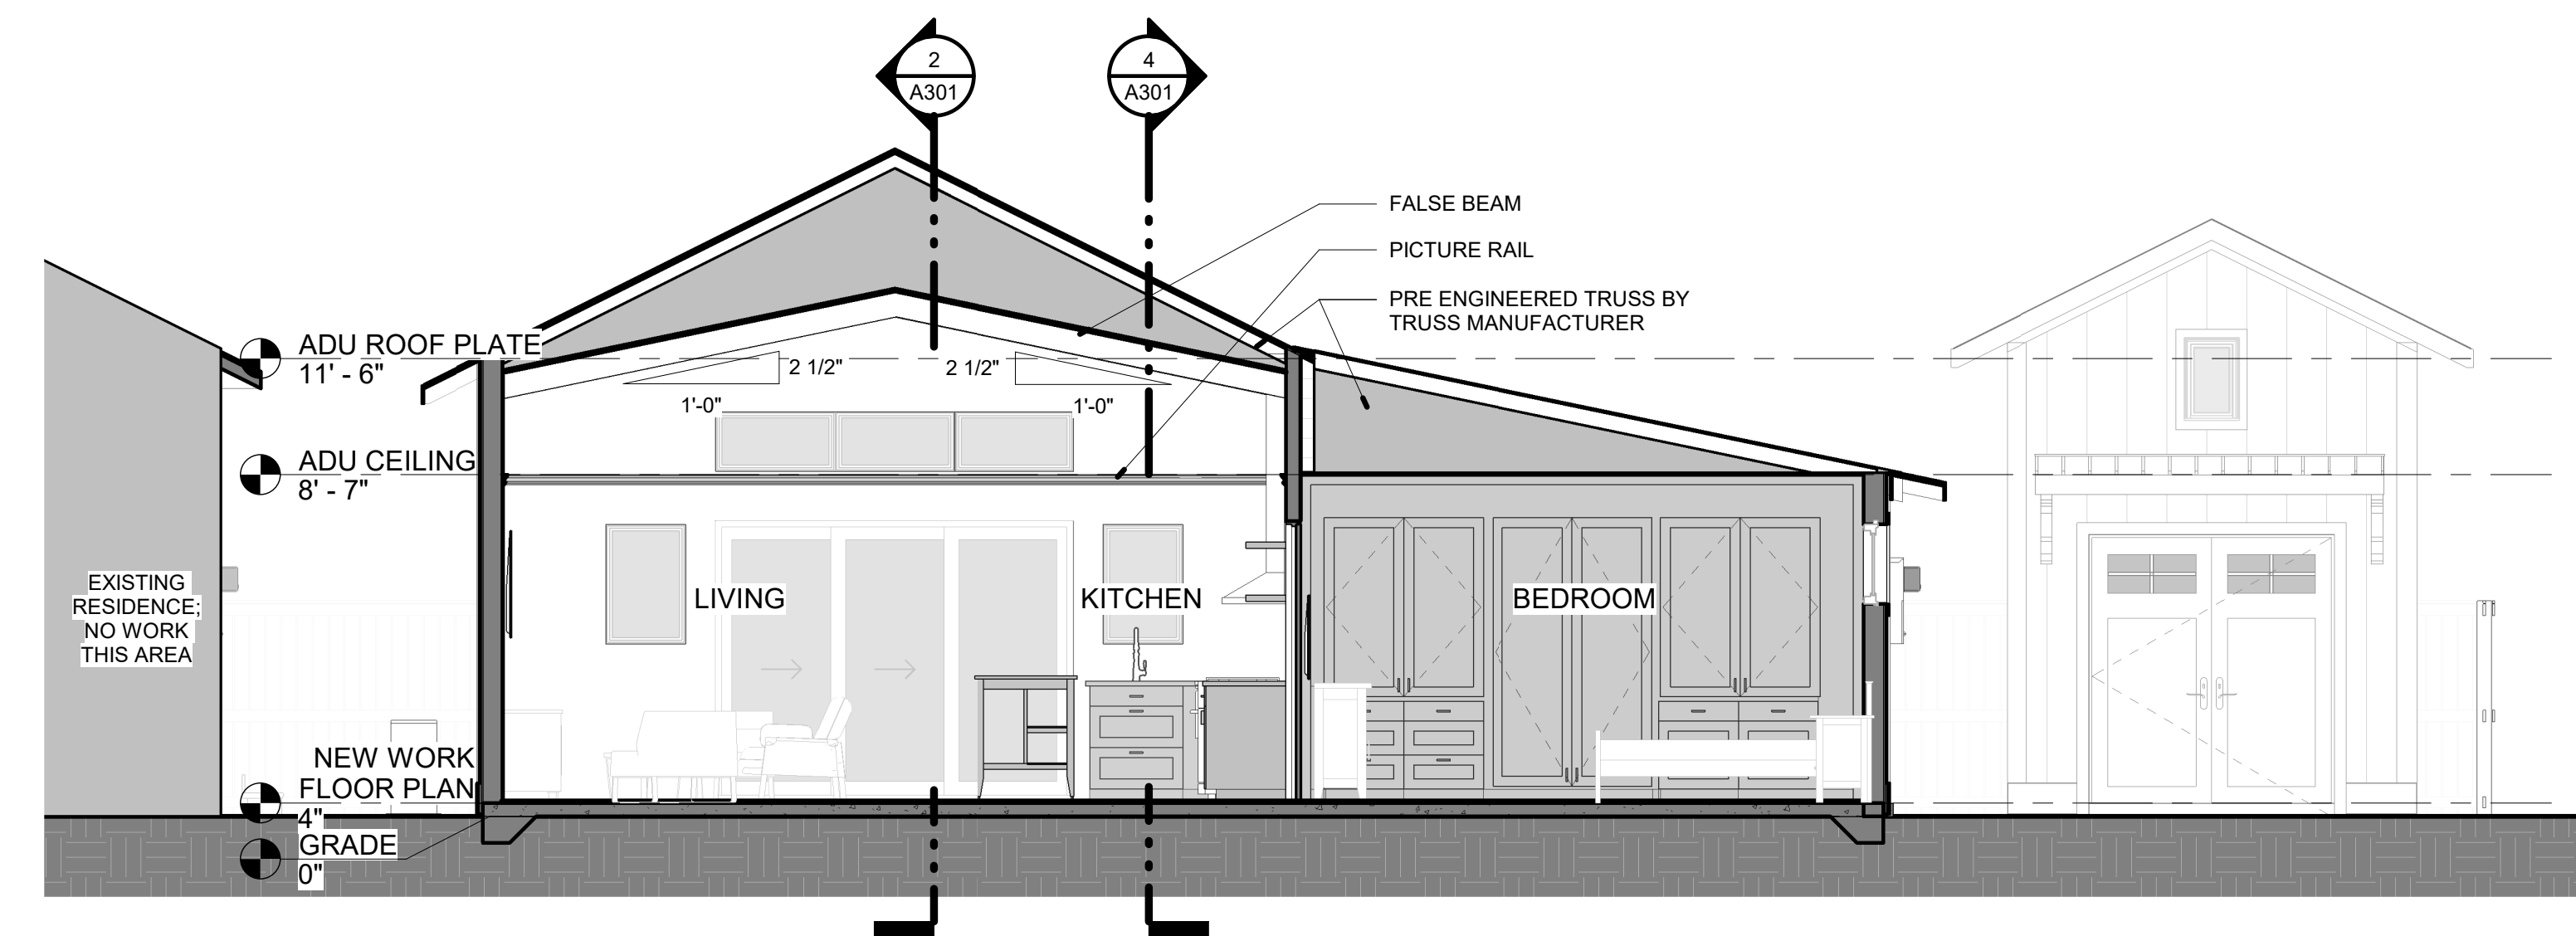 2
A301
4
A301
FALSE BEAM
PICTURE RAIL
PRE ENGINEERED TRUSS BY
TRUSS MANUFACTURER
ADU ROOF PLATE
11' - 6"
2 1/2"
2 1/2"
1'-0"
1'-0"
ADU CEILING
8' - 7"
EXISTING
RESIDENCE;
NO WORK
THIS AREA
LIVING
KITCHEN
BEDROOM
NEW WORK
FLOOR PLAN
4"
GRADE
0"